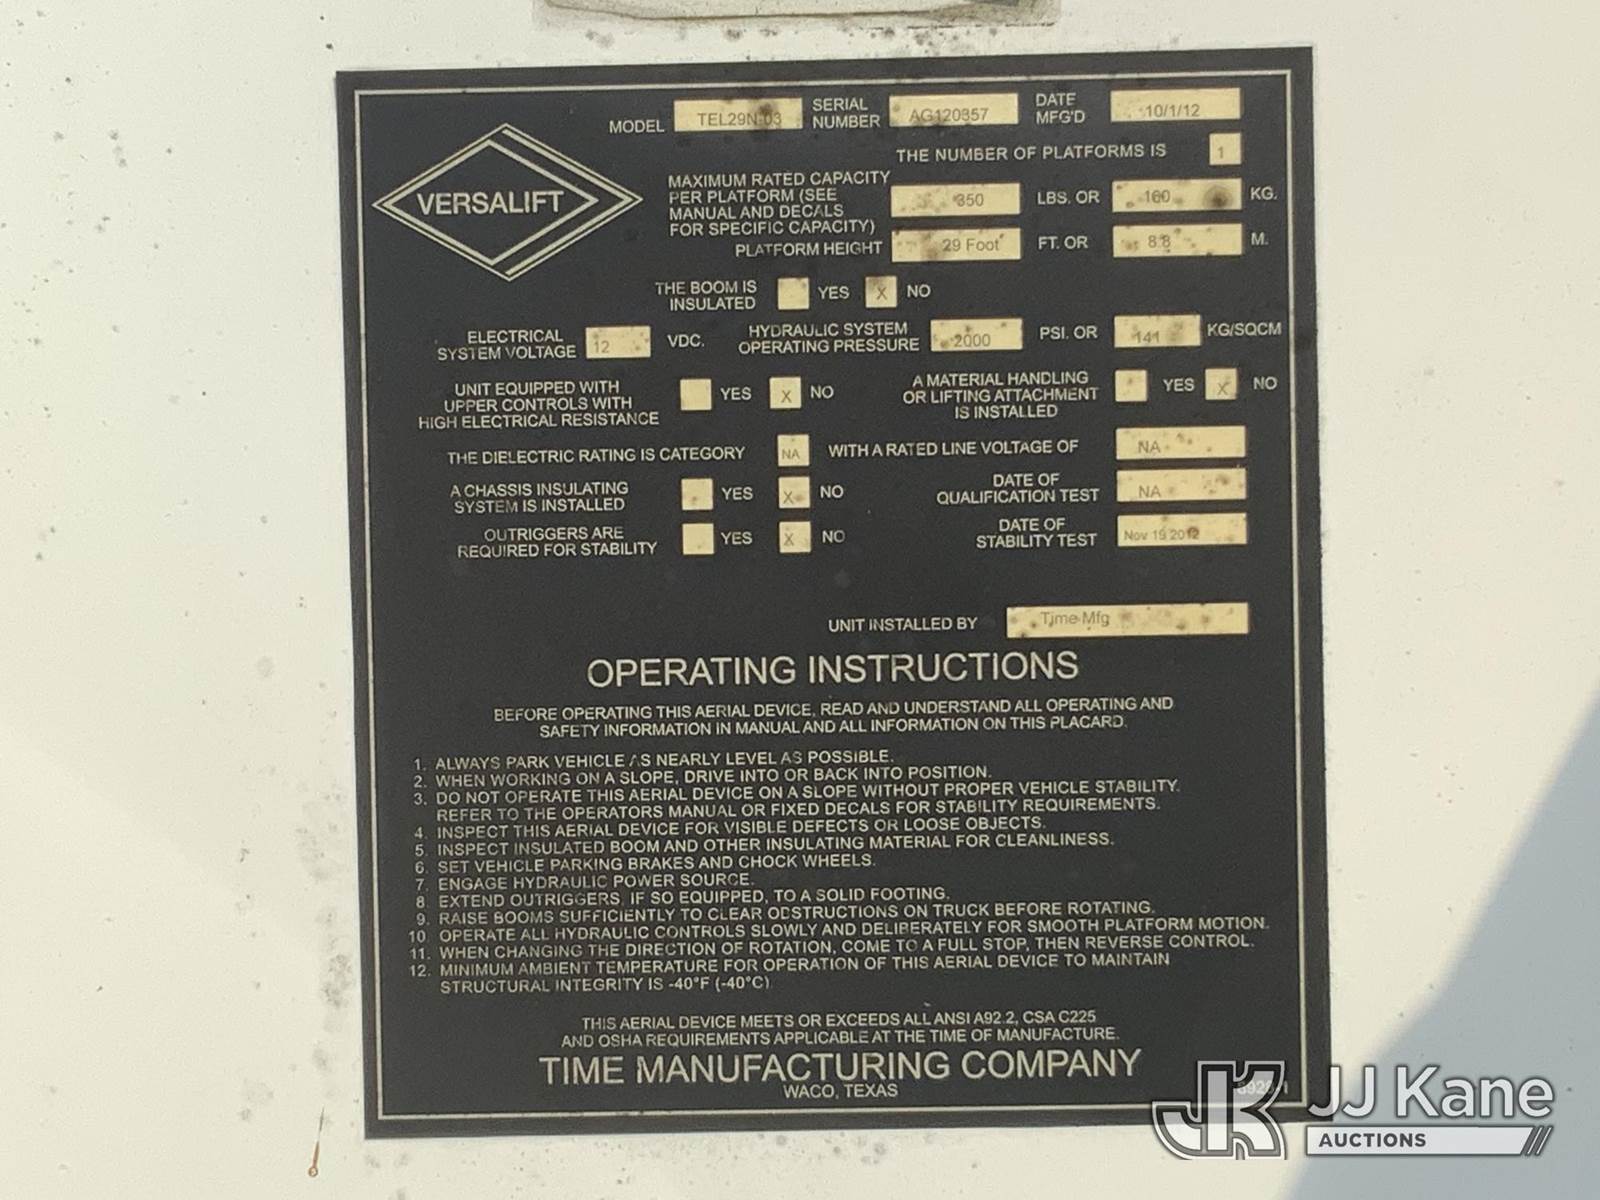 MODEL TEL29N-03 SERIAL NUMBER AG120357 DATE MFG'D 10/1/12
THE NUMBER OF PLATFORMS IS 1
VERSALIFT
MAXIMUM RATED CAPACITY
PER PLATFORM (SEE
MANUAL AND DECALS
FOR SPECIFIC CAPACITY) 350 LBS. OR 160 KG.
PLATFORM HEIGHT 29 Foot FT. OR 8.8 M.
THE BOOM IS
INSULATED YES X NO
ELECTRICAL
SYSTEM VOLTAGE 12 VDC.
HYDRAULIC SYSTEM
OPERATING PRESSURE 2000 PSI. OR 141 KG/SQCM
UNIT EQUIPPED WITH
UPPER CONTROLS WITH
HIGH ELECTRICAL RESISTANCE YES X NO
A MATERIAL HANDLING
OR LIFTING ATTACHMENT
IS INSTALLED YES X NO
THE DIELECTRIC RATING IS CATEGORY NA WITH A RATED LINE VOLTAGE OF NA
A CHASSIS INSULATING
SYSTEM IS INSTALLED YES X NO
DATE OF
QUALIFICATION TEST NA
OUTRIGGERS ARE
REQUIRED FOR STABILITY YES X NO
DATE OF
STABILITY TEST Nov 19 2012
UNIT INSTALLED BY Time Mfg
OPERATING INSTRUCTIONS
BEFORE OPERATING THIS AERIAL DEVICE, READ AND UNDERSTAND ALL OPERATING AND
SAFETY INFORMATION IN MANUAL AND ALL INFORMATION ON THIS PLACARD.
1. ALWAYS PARK VEHICLE AS NEARLY LEVEL AS POSSIBLE.
2. WHEN WORKING ON A SLOPE, DRIVE INTO OR BACK INTO POSITION.
3. DO NOT OPERATE THIS AERIAL DEVICE ON A SLOPE WITHOUT PROPER VEHICLE STABILITY.
REFER TO THE OPERATORS MANUAL OR FIXED DECALS FOR STABILITY REQUIREMENTS.
4. INSPECT THIS AERIAL DEVICE FOR VISIBLE DEFECTS OR LOOSE OBJECTS.
5. INSPECT INSULATED BOOM AND OTHER INSULATING MATERIAL FOR CLEANLINESS.
6. SET VEHICLE PARKING BRAKES AND CHOCK WHEELS.
7. ENGAGE HYDRAULIC POWER SOURCE.
8. EXTEND OUTRIGGERS, IF SO EQUIPPED, TO A SOLID FOOTING.
9. RAISE BOOMS SUFFICIENTLY TO CLEAR OBSTRUCTIONS ON TRUCK BEFORE ROTATING.
10. OPERATE ALL HYDRAULIC CONTROLS SLOWLY AND DELIBERATELY FOR SMOOTH PLATFORM MOTION.
11. WHEN CHANGING THE DIRECTION OF ROTATION, COME TO A FULL STOP, THEN REVERSE CONTROL.
12. MINIMUM AMBIENT TEMPERATURE FOR OPERATION OF THIS AERIAL DEVICE TO MAINTAIN
STRUCTURAL INTEGRITY IS -40°F (-40°C).
THIS AERIAL DEVICE MEETS OR EXCEEDS ALL ANSI A92.2, CSA C225
AND OSHA REQUIREMENTS APPLICABLE AT THE TIME OF MANUFACTURE.
TIME MANUFACTURING COMPANY
WACO, TEXAS
JK JJ Kane
AUCTIONS